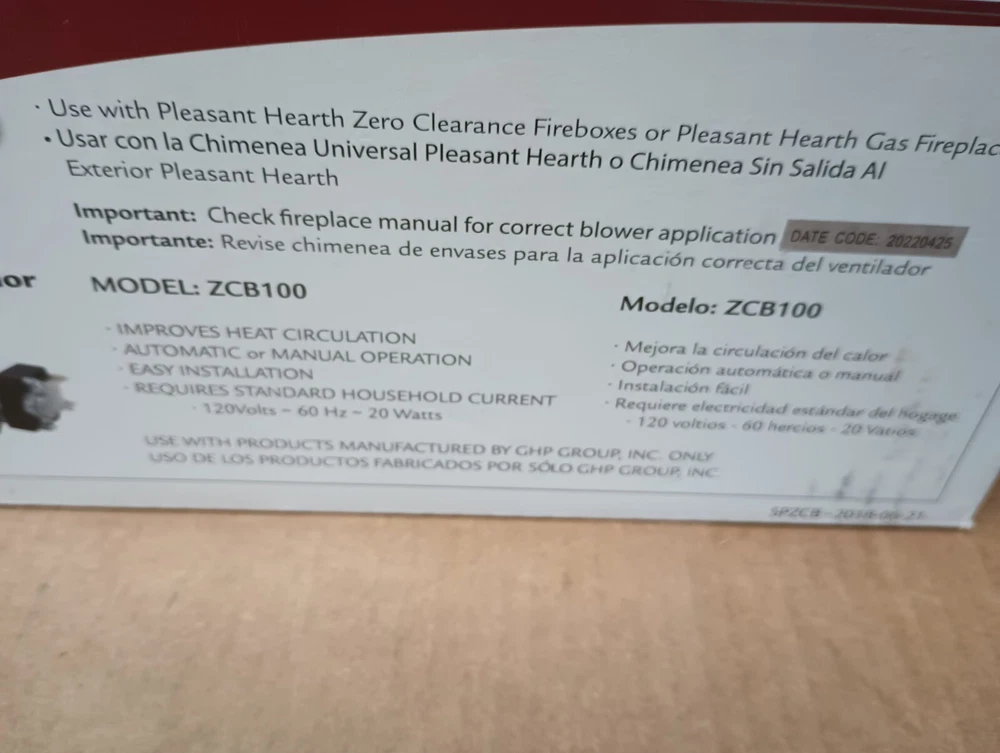 · Use with Pleasant Hearth Zero Clearance Fireboxes or Pleasant Hearth Gas Fireplac
• Usar con la Chimenea Universal Pleasant Hearth o Chimenea Sin Salida Al
Exterior Pleasant Hearth
Important: Check fireplace manual for correct blower application
DATE CODE: 20220425
Importante: Revise chimenea de envases para la aplicación correcta del ventilador
or
MODEL: ZCB100
· IMPROVES HEAT CIRCULATION
· AUTOMATIC or MANUAL OPERATION
· EASY INSTALLATION
· REQUIRES STANDARD HOUSEHOLD CURRENT
· 120Volts ~ 60 Hz ~ 20 Watts
Modelo: ZCB100
· Mejora la circulación del calor
· Operación automática o manual
· Instalación fácil
· Requiere electricidad estándar del hogage
- 120 voltios - 60 hercios - 20 Vatios
USE WITH PRODUCTS MANUFACTURED BY GHP GROUP, INC. ONLY
USO DE LOS PRODUCTOS FABRICADOS POR SÓLO GHP GROUP, INC.